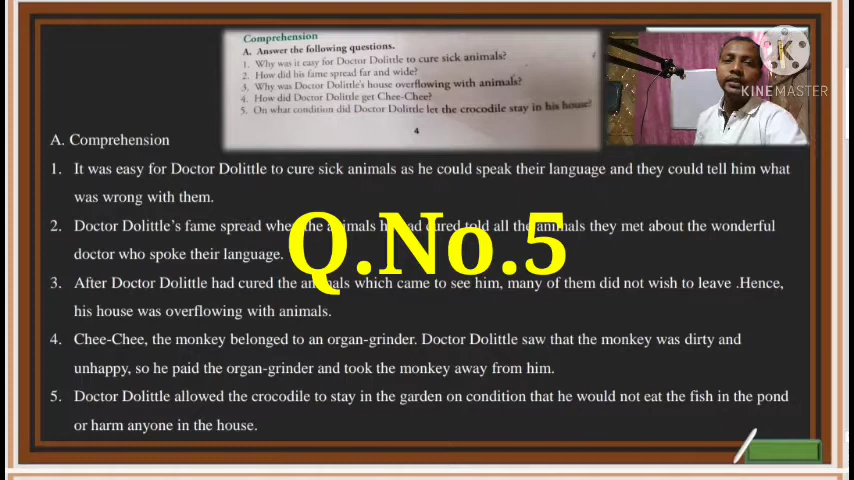 Comprehension
A. Answer the following questions.
1. Why was it easy for Doctor Dolittle to cure sick animals?
2. How did his fame spread far and wide?
3. Why was Doctor Dolittle's house overflowing with animals?
4. How did Doctor Dolittle get Chee-Chee?
5. On what condition did Doctor Dolittle let the crocodile stay in his house?
4
KINEMASTER
A. Comprehension
1. It was easy for Doctor Dolittle to cure sick animals as he could speak their language and they could tell him what
was wrong with them.
2. Doctor Dolittle's fame spread when the animals he had cured told all the animals they met about the wonderful
doctor who spoke their language.
Q.No.5
3. After Doctor Dolittle had cured the animals which came to see him, many of them did not wish to leave .Hence,
his house was overflowing with animals.
4. Chee-Chee, the monkey belonged to an organ-grinder. Doctor Dolittle saw that the monkey was dirty and
unhappy, so he paid the organ-grinder and took the monkey away from him.
5. Doctor Dolittle allowed the crocodile to stay in the garden on condition that he would not eat the fish in the pond
or harm anyone in the house.